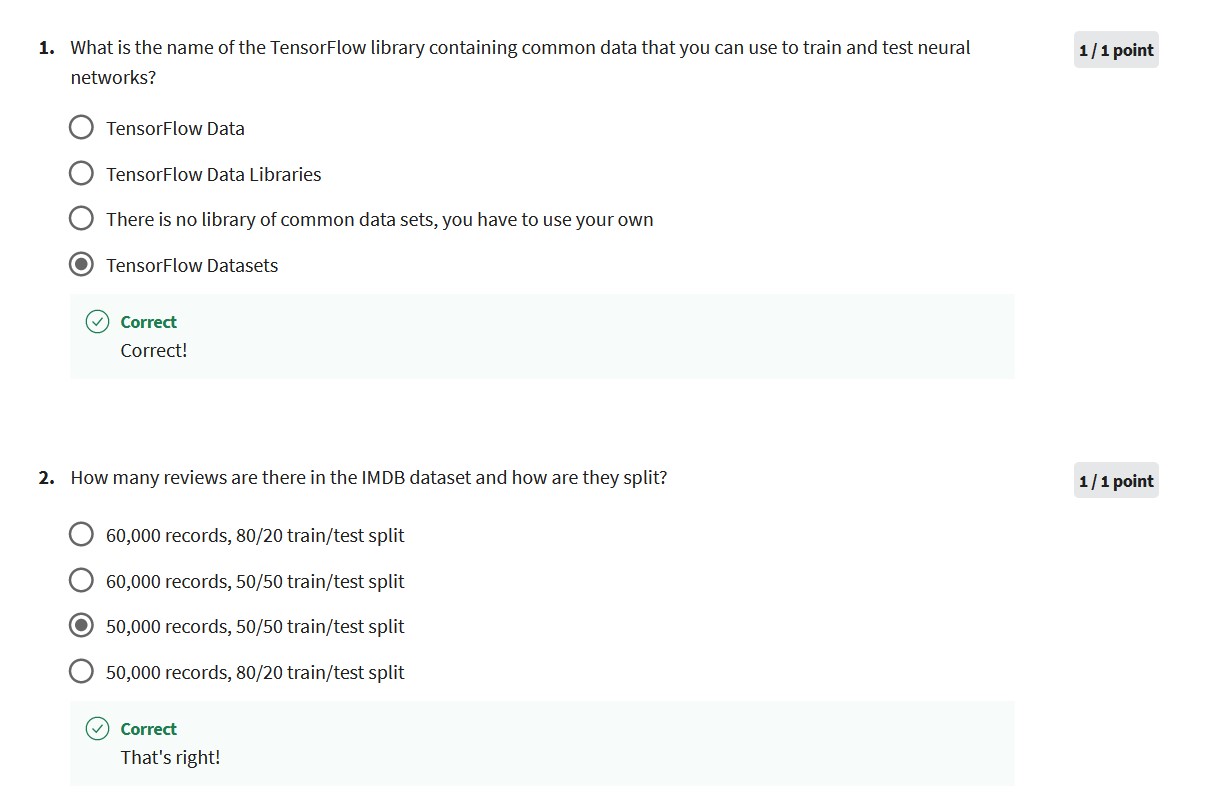 1. What is the name of the TensorFlow library containing common data that you can use to train and test neural
networks?
1 / 1 point
TensorFlow Data
TensorFlow Data Libraries
There is no library of common data sets, you have to use your own
TensorFlow Datasets
Correct
Correct!
2. How many reviews are there in the IMDB dataset and how are they split?
1 / 1 point
60,000 records, 80/20 train/test split
60,000 records, 50/50 train/test split
50,000 records, 50/50 train/test split
50,000 records, 80/20 train/test split
Correct
That's right!